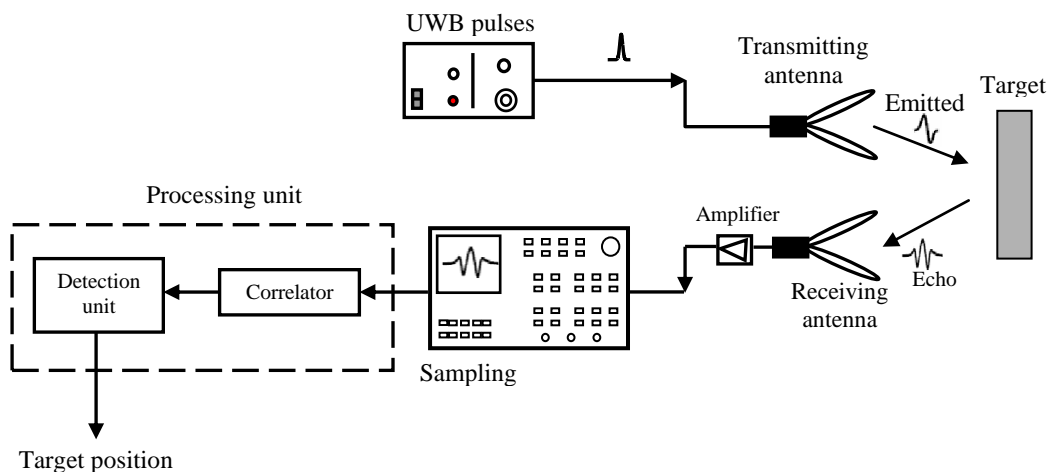 UWB pulses
Transmitting
antenna
Emitted
Target
Processing unit
Amplifier
Detection
unit
Correlator
Echo
Receiving
antenna
Sampling
Target position